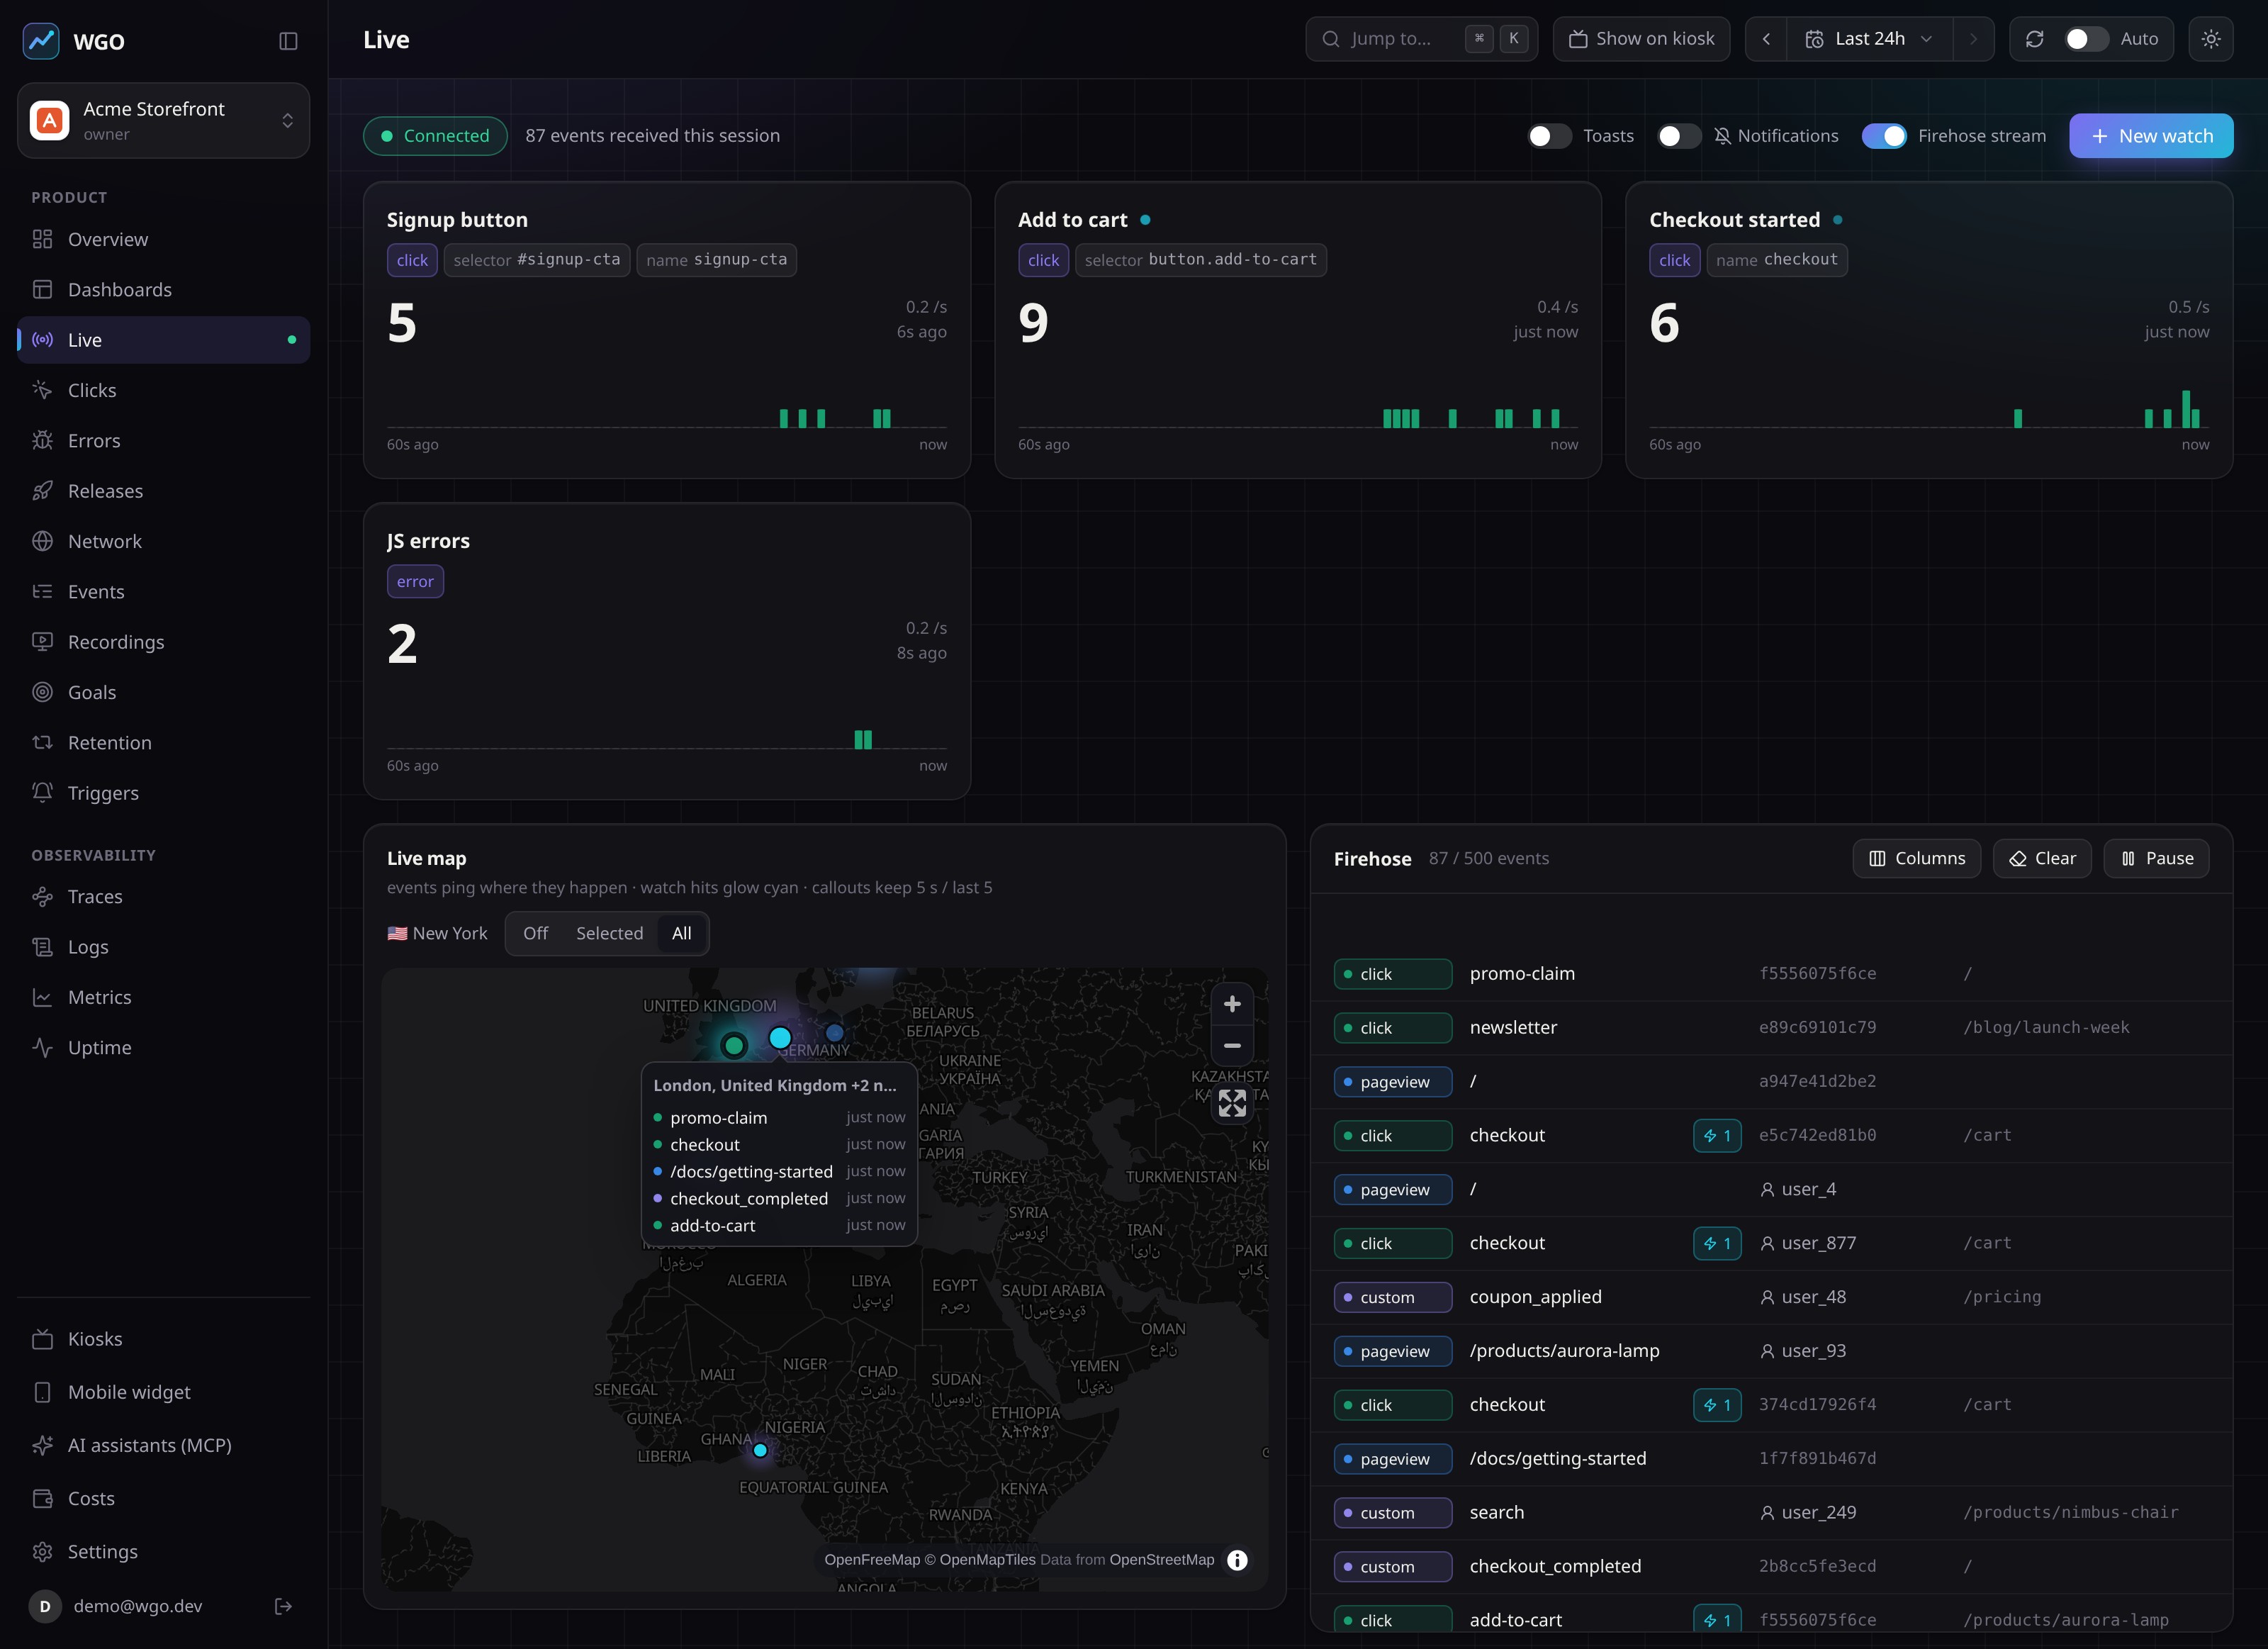 WGO
Acme Storefront
owner
PRODUCT
Overview
Dashboards
Live
Clicks
Errors
Releases
Network
Events
Recordings
Goals
Retention
Triggers
OBSERVABILITY
Traces
Logs
Metrics
Uptime
Kiosks
Mobile widget
AI assistants (MCP)
Costs
Settings
D demo@wgo.dev
Live
Jump to... ⌘ K
Show on kiosk
Last 24h
Auto
Connected
87 events received this session
Toasts
Notifications
Firehose stream
New watch
Signup button
click selector #signup-cta name signup-cta
5
0.2 /s
6s ago
60s ago now
Add to cart
click selector button.add-to-cart
9
0.4 /s
just now
60s ago now
Checkout started
click name checkout
6
0.5 /s
just now
60s ago now
JS errors
error
2
0.2 /s
8s ago
60s ago now
Live map
events ping where they happen · watch hits glow cyan · callouts keep 5 s / last 5
🇺🇸 New York Off Selected All
UNITED KINGDOM
BELARUS
БЕЛАРУСЬ
GERMANY
UKRAINE
УКРАЇНА
London, United Kingdom +2 n...
promo-claim just now
checkout just now
/docs/getting-started just now
checkout_completed just now
add-to-cart just now
TURKEY
TURKMENISTAN
SYRIA
IRAN
ALGERIA
LIBYA
EGYPT
SAUDI ARABIA
OMAN
MALI
NIGER
CHAD
SUDAN
YEMEN
SENEGAL
GUINEA
NIGERIA
ETHIOPIA
GHANA
LIBERIA
EQUATORIAL GUINEA
KENYA
RWANDA
ANGOLA
OpenFreeMap © OpenMapTiles Data from OpenStreetMap
Firehose 87 / 500 events
Columns
Clear
Pause
click promo-claim f5556075f6ce /
click newsletter e89c69101c79 /blog/launch-week
pageview / a947e41d2be2
click checkout 1 e5c742ed81b0 /cart
pageview / user_4
click checkout 1 user_877 /cart
custom coupon_applied user_48 /pricing
pageview /products/aurora-lamp user_93
click checkout 1 374cd17926f4 /cart
pageview /docs/getting-started 1f7f891b467d
custom search user_249 /products/nimbus-chair
custom checkout_completed 2b8cc5fe3ecd /
click add-to-cart 1 f5556075f6ce /products/aurora-lamp